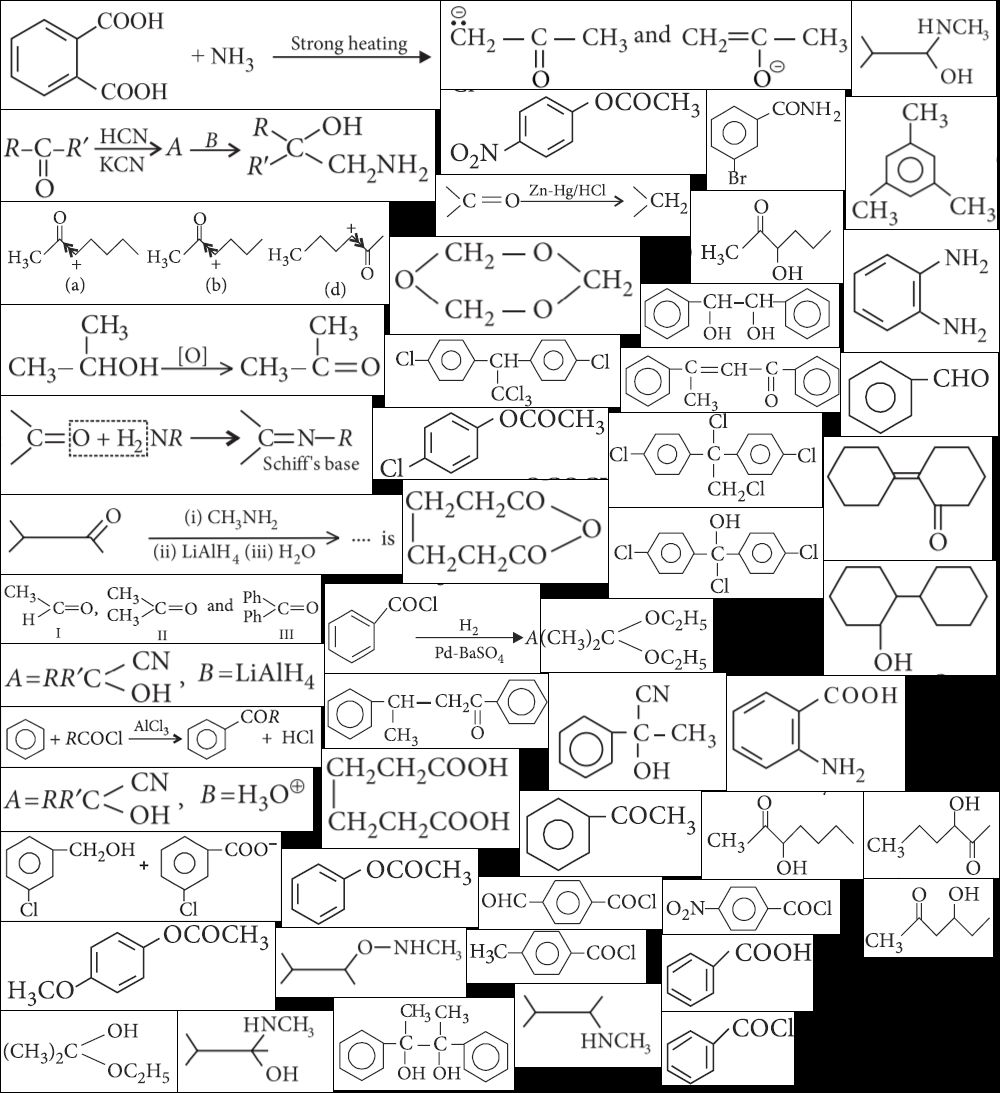 COOH
COOH
+ NH₃
Strong heating
CH₂ — C — CH₃ and CH₂═C — CH₃
O
O⊖
HNCH₃
OH
R–C–R′ HCN KCN A B
O
R
R′
C
OH
CH₂NH₂
OCOCH₃
O₂N
CONH₂
Br
CH₃
CH₃
CH₃
C═O Zn-Hg/HCl CH₂
O
H₃C
+
(a)
O
H₃C
+
(b)
H₃C
+
O
(d)
CH₂—O
O
CH₂
CH₂—O
O
H₃C
OH
NH₂
NH₂
CH–CH
OH OH
CH₃
CH₃–CHOH [O] CH₃–C═O
CH₃
Cl
CH
Cl
CCl₃
C═CH–C
CH₃
O
CHO
C═O + H₂NR C═N—R
Schiff's base
OCOCH₃
Cl
Cl
Cl
C
Cl
CH₂Cl
O
O
(i) CH₃NH₂
(ii) LiAlH₄ (iii) H₂O
.... is
CH₂CH₂CO
O
CH₂CH₂CO
OH
Cl
C
Cl
Cl
OH
CH₃
H
C═O,
I
CH₃
CH₃
C═O and
II
Ph
Ph
C═O
III
COCl
H₂
Pd-BaSO₄
A
(CH₃)₂C
OC₂H₅
OC₂H₅
A=RR′C
CN
OH
, B=LiAlH₄
CH — CH₂C
CH₃
O
CN
C – CH₃
OH
COOH
NH₂
+ RCOCl AlCl₃ COR + HCl
A=RR′C
CN
OH
, B=H₃O⊕
CH₂CH₂COOH
CH₂CH₂COOH
COCH₃
O
CH₃
OH
OH
CH₃
O
CH₂OH
Cl
+
COO⁻
Cl
OCOCH₃
OHC
COCl
O₂N
COCl
O
OH
CH₃
OCOCH₃
H₃CO
O—NHCH₃
H₃C
COCl
COOH
(CH₃)₂C
OH
OC₂H₅
HNCH₃
OH
CH₃ CH₃
C – C
OH OH
HNCH₃
COCl